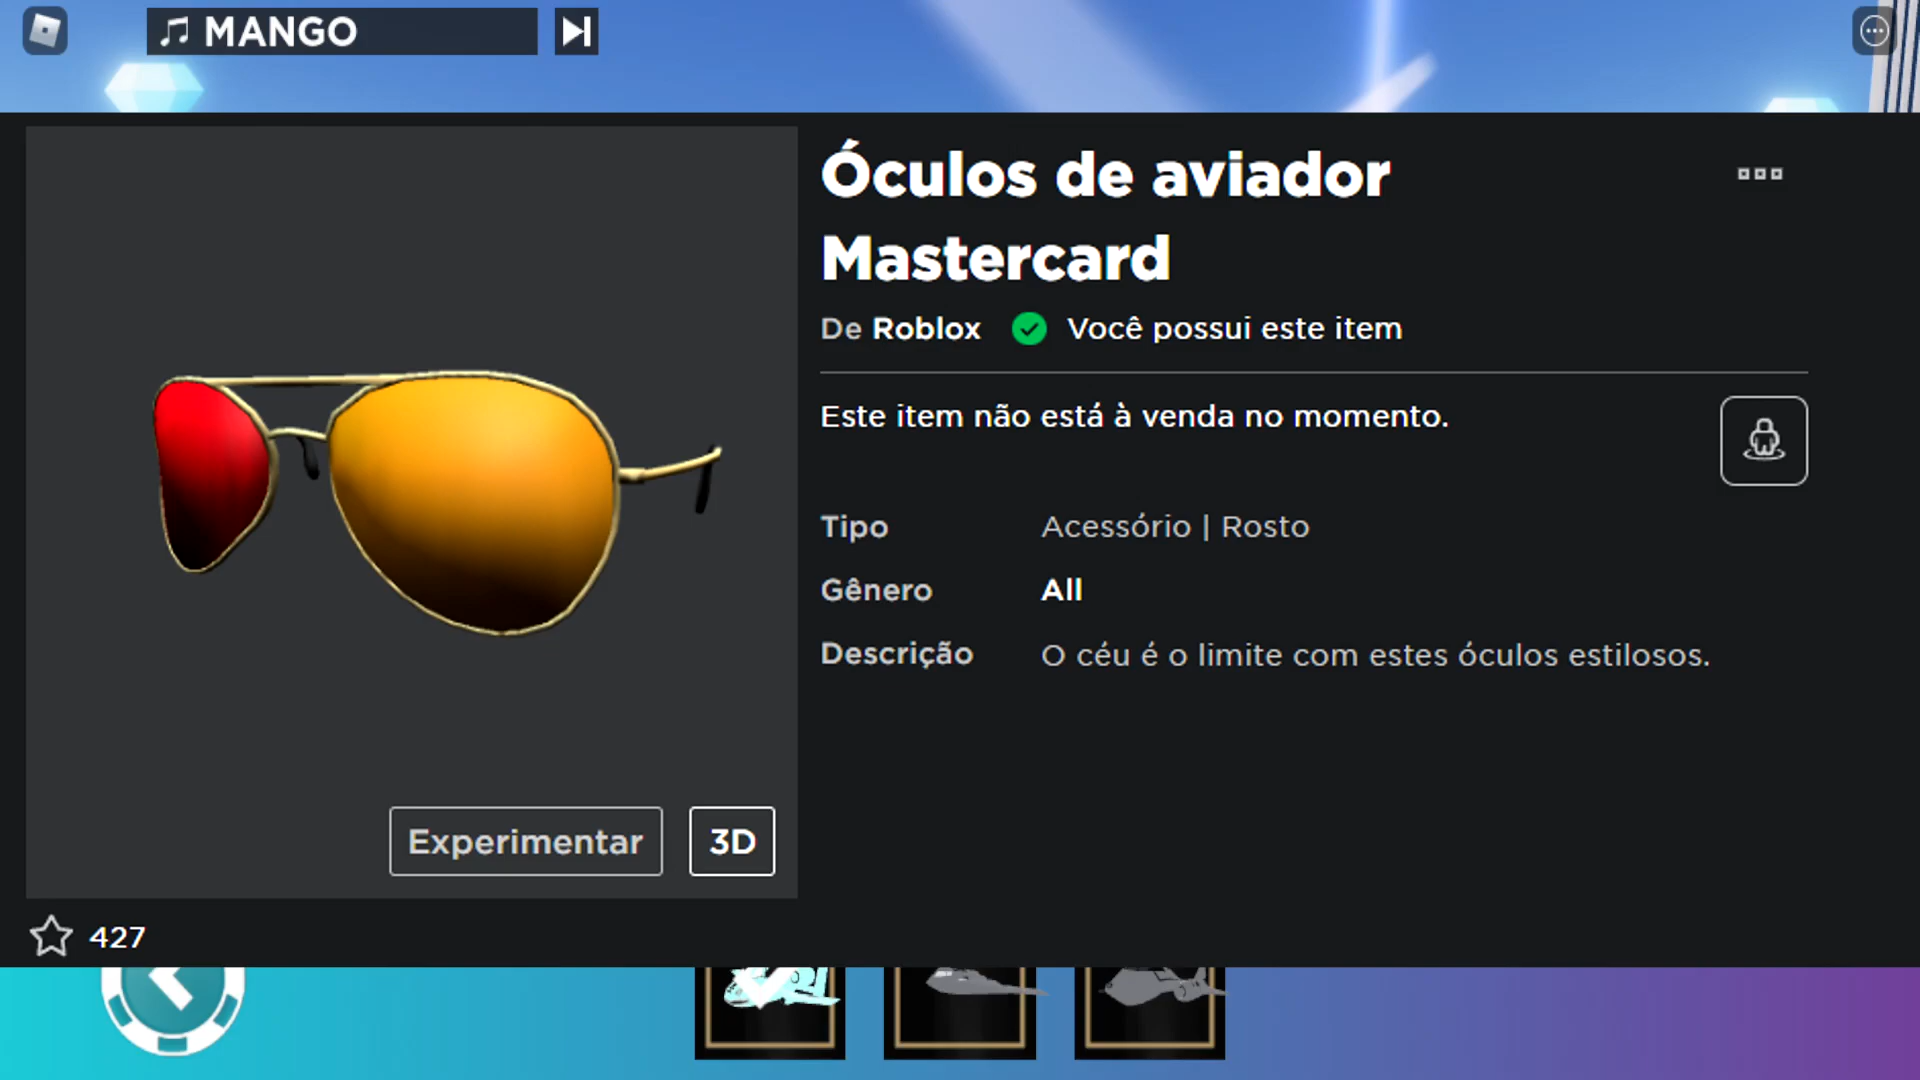 MANGO
Óculos de aviador
Mastercard
De Roblox Você possui este item
Este item não está à venda no momento.
Tipo Acessório | Rosto
Gênero All
Descrição O céu é o limite com estes óculos estilosos.
Experimentar 3D
427